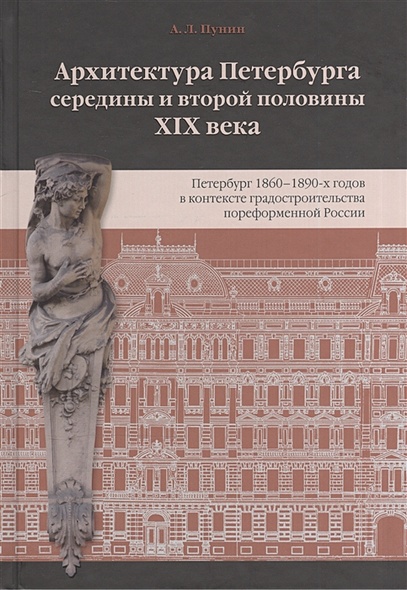 А. Л. Пунин
Архитектура Петербурга
середины и второй половины
XIX века
Петербург 1860–1890-х годов
в контексте градостроительства
пореформенной России